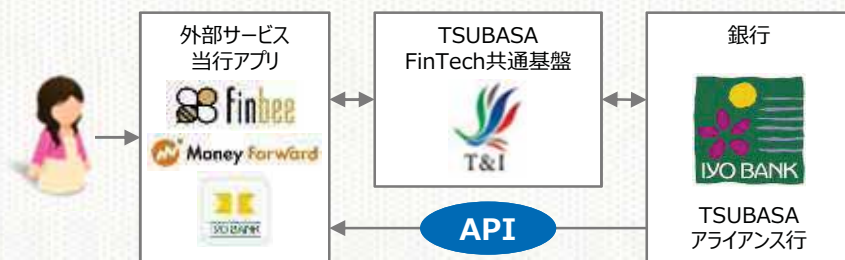 外部サービス
当行アプリ
finbee
Money Forward
IYO BANK
TSUBASA
FinTech共通基盤
T&I
API
銀行
IYO BANK
TSUBASA
アライアンス行